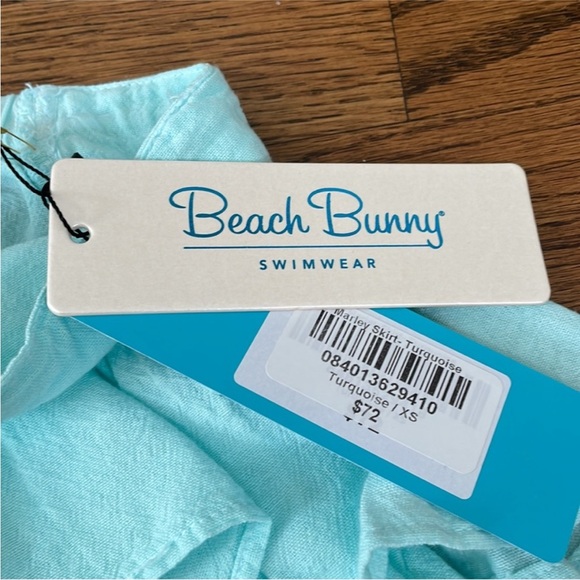 Beach Bunny®
SWIMWEAR
Marley Skirt- Turquoise
084013629410
Turquoise / XS
$72